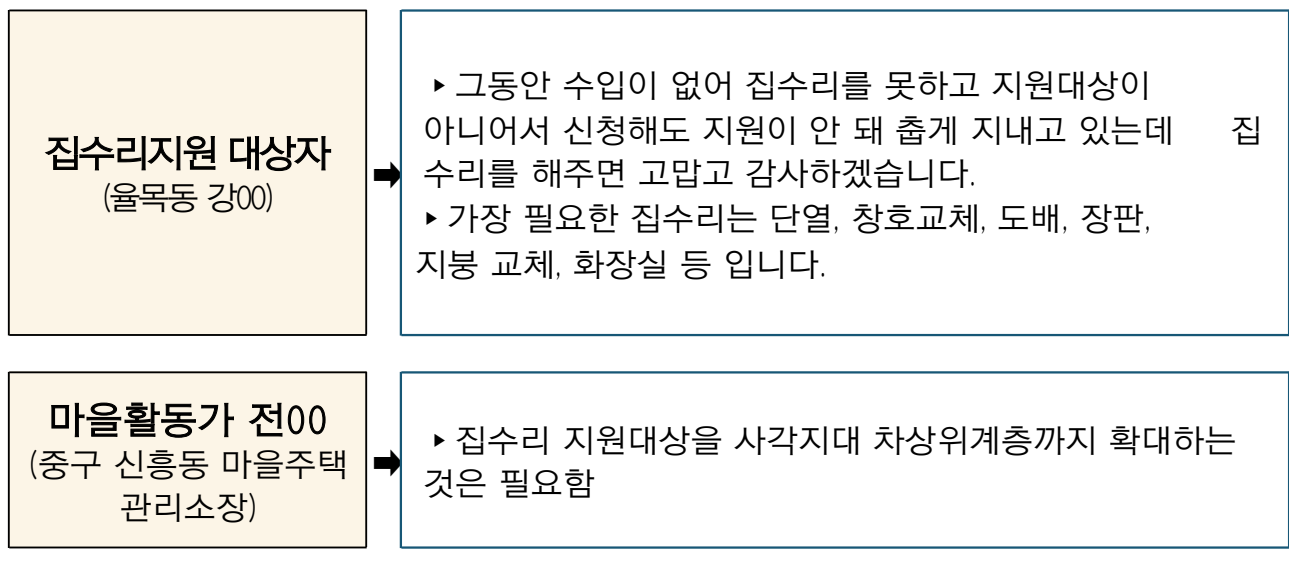 집수리지원 대상자
(율목동 강00)
▸그동안 수입이 없어 집수리를 못하고 지원대상이
아니어서 신청해도 지원이 안 돼 춥게 지내고 있는데 집
수리를 해주면 고맙고 감사하겠습니다.
▸가장 필요한 집수리는 단열, 창호교체, 도배, 장판,
지붕 교체, 화장실 등 입니다.
마을활동가 전00
(중구 신흥동 마을주택
관리소장)
▸집수리 지원대상을 사각지대 차상위계층까지 확대하는
것은 필요함